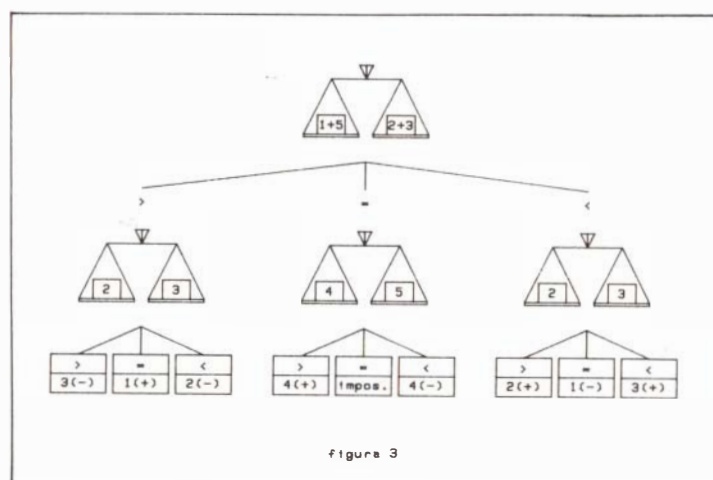 1+5 2+3
> = <
2 3 4 5 2 3
> = < > = < > = <
3(-) 1(+) 2(-) 4(+) impos. 4(-) 2(+) 1(-) 3(+)
figura 3